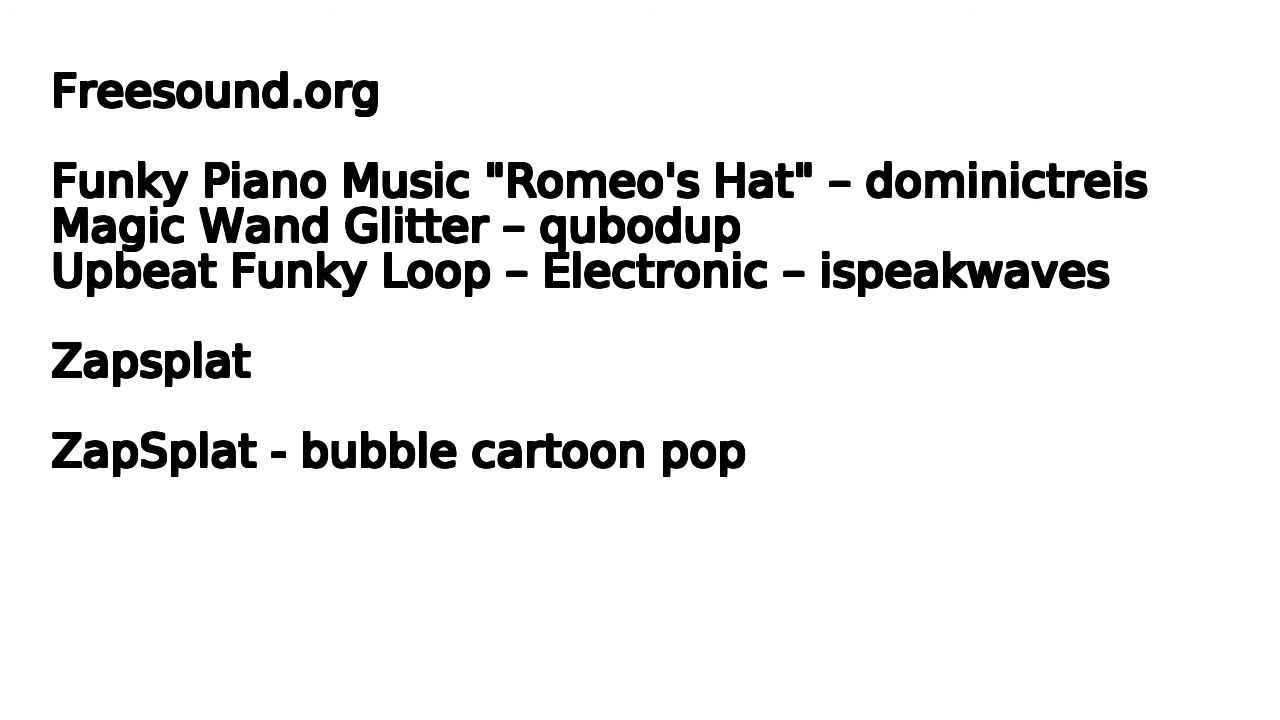 Freesound.org
Funky Piano Music "Romeo's Hat" – dominictreis
Magic Wand Glitter – qubodup
Upbeat Funky Loop – Electronic – ispeakwaves
Zapsplat
ZapSplat - bubble cartoon pop